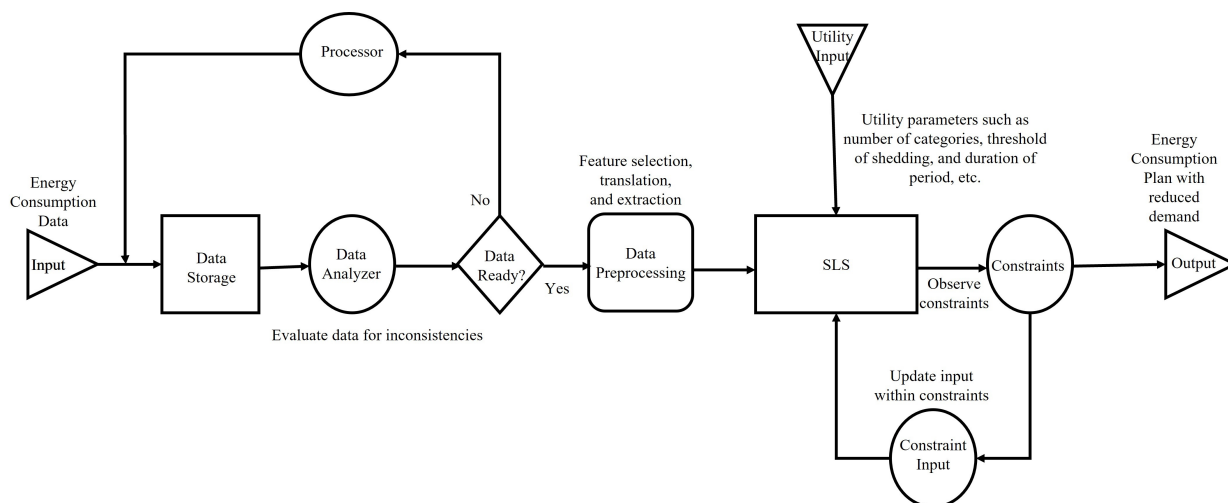 Processor
Utility
Input
Utility parameters such as
number of categories, threshold
of shedding, and duration of
period, etc.
Energy
Consumption
Plan with
reduced
demand
Feature selection,
translation,
and extraction
Energy
Consumption
Data
No
Input
Data
Storage
Data
Analyzer
Data
Ready?
Yes
Data
Preprocessing
SLS
Observe
constraints
Constraints
Output
Evaluate data for inconsistencies
Update input
within constraints
Constraint
Input